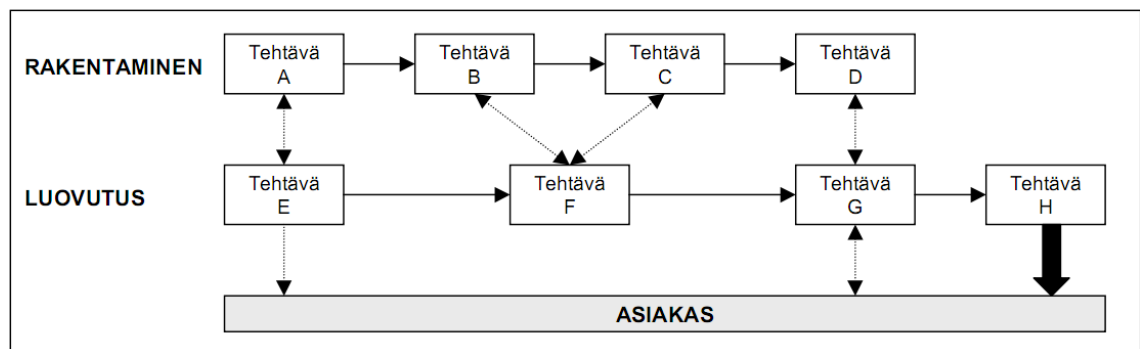 RAKENTAMINEN
Tehtävä
A
Tehtävä
B
Tehtävä
C
Tehtävä
D
LUOVUTUS
Tehtävä
E
Tehtävä
F
Tehtävä
G
Tehtävä
H
ASIAKAS